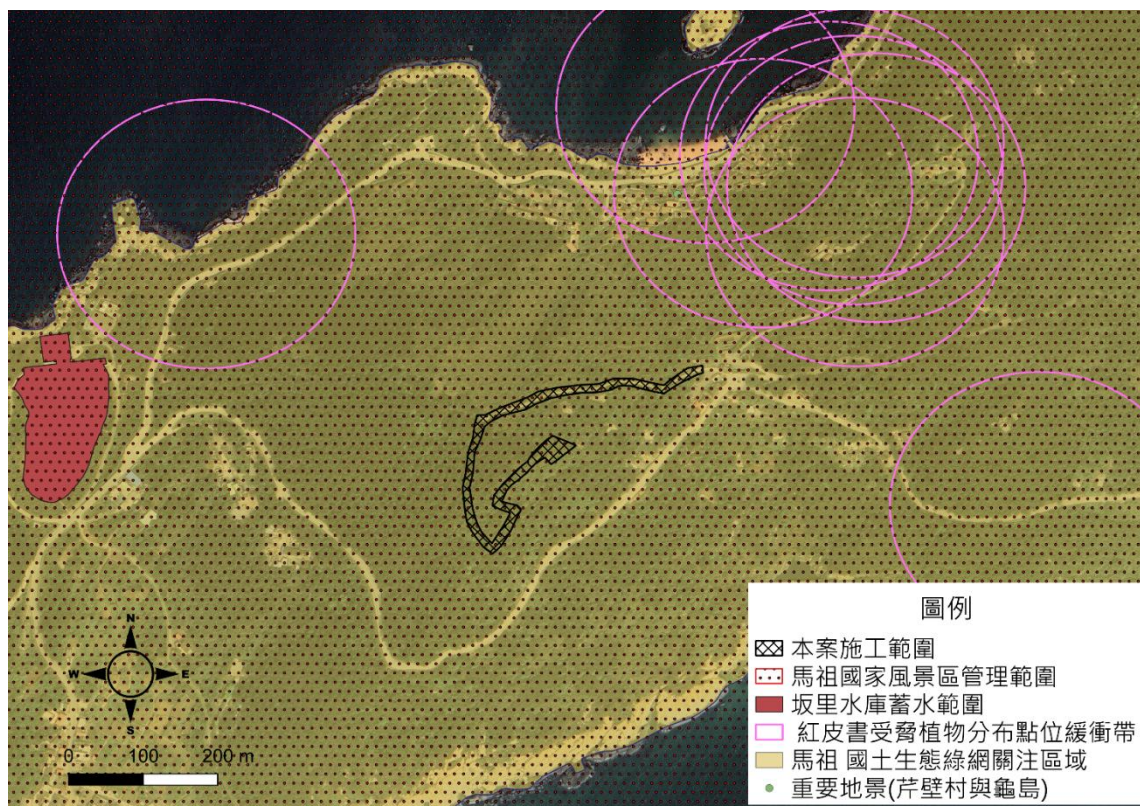 N
W
E
S
0 100 200 m
圖例
本案施工範圍
馬祖國家風景區管理範圍
坂里水庫蓄水範圍
紅皮書受脅植物分布點位緩衝帶
馬祖 國土生態綠網關注區域
重要地景(芹壁村與龜島)